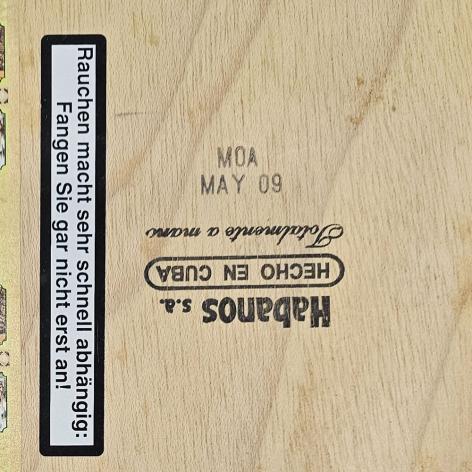 Rauchen macht sehr schnell abhängig:
Fangen Sie gar nicht erst an!
MOA
MAY 09
Habanos s.a.
HECHO EN CUBA
Totalmente a mano